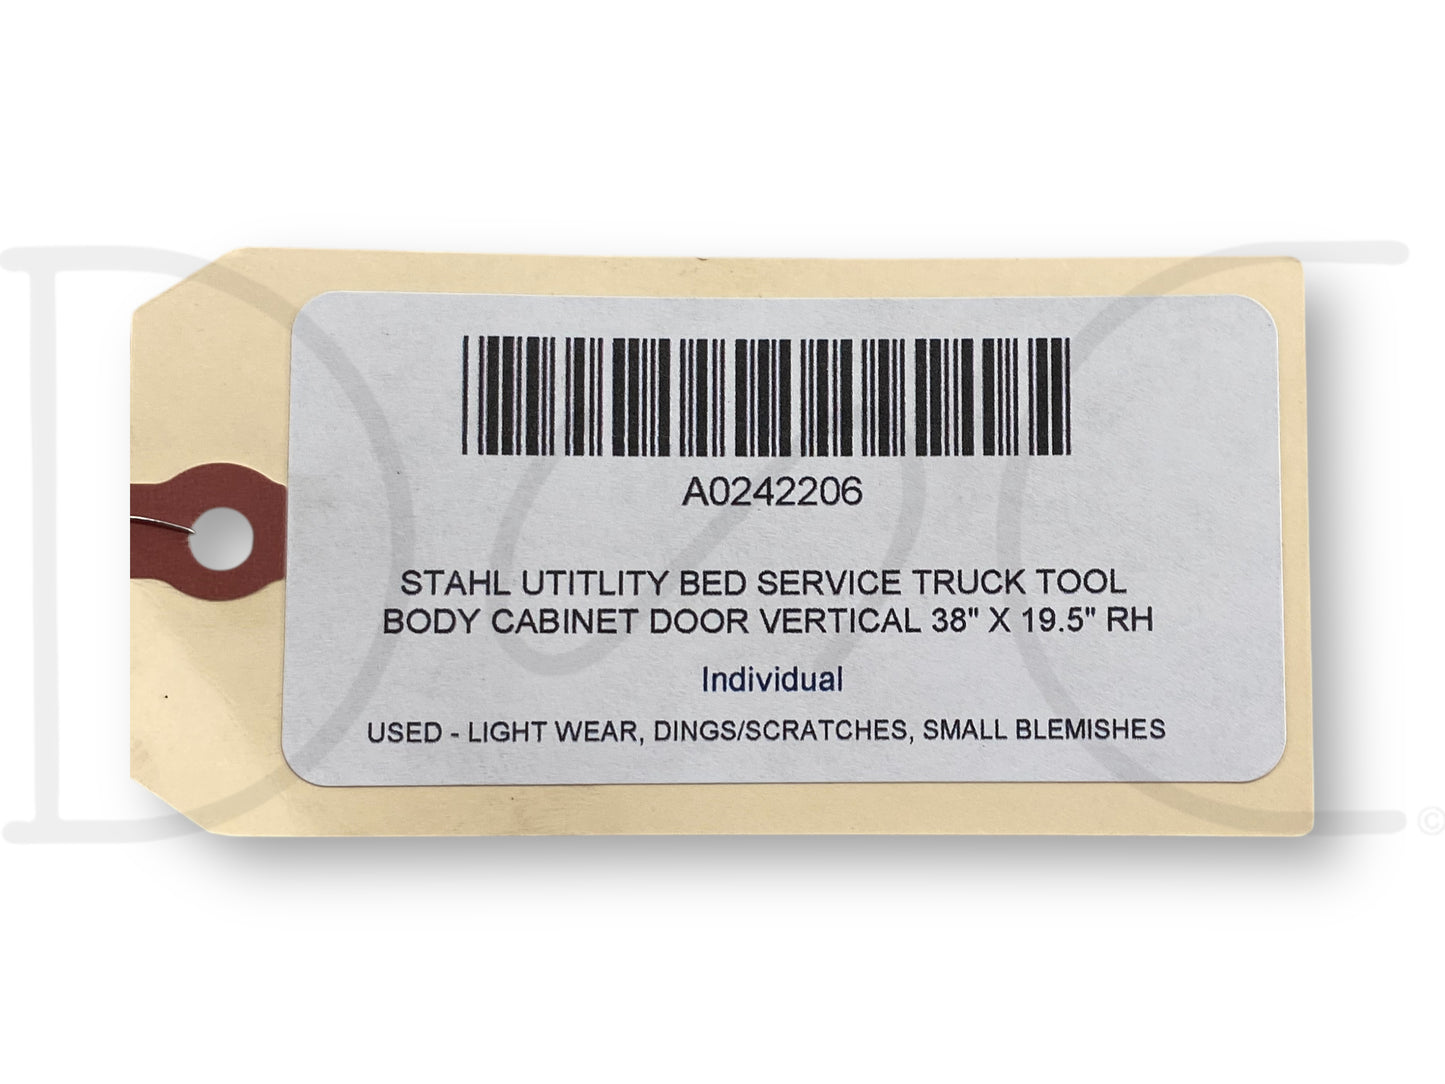 A0242206
STAHL UTITLITY BED SERVICE TRUCK TOOL
BODY CABINET DOOR VERTICAL 38" X 19.5" RH
Individual
USED - LIGHT WEAR, DINGS/SCRATCHES, SMALL BLEMISHES
D C ©